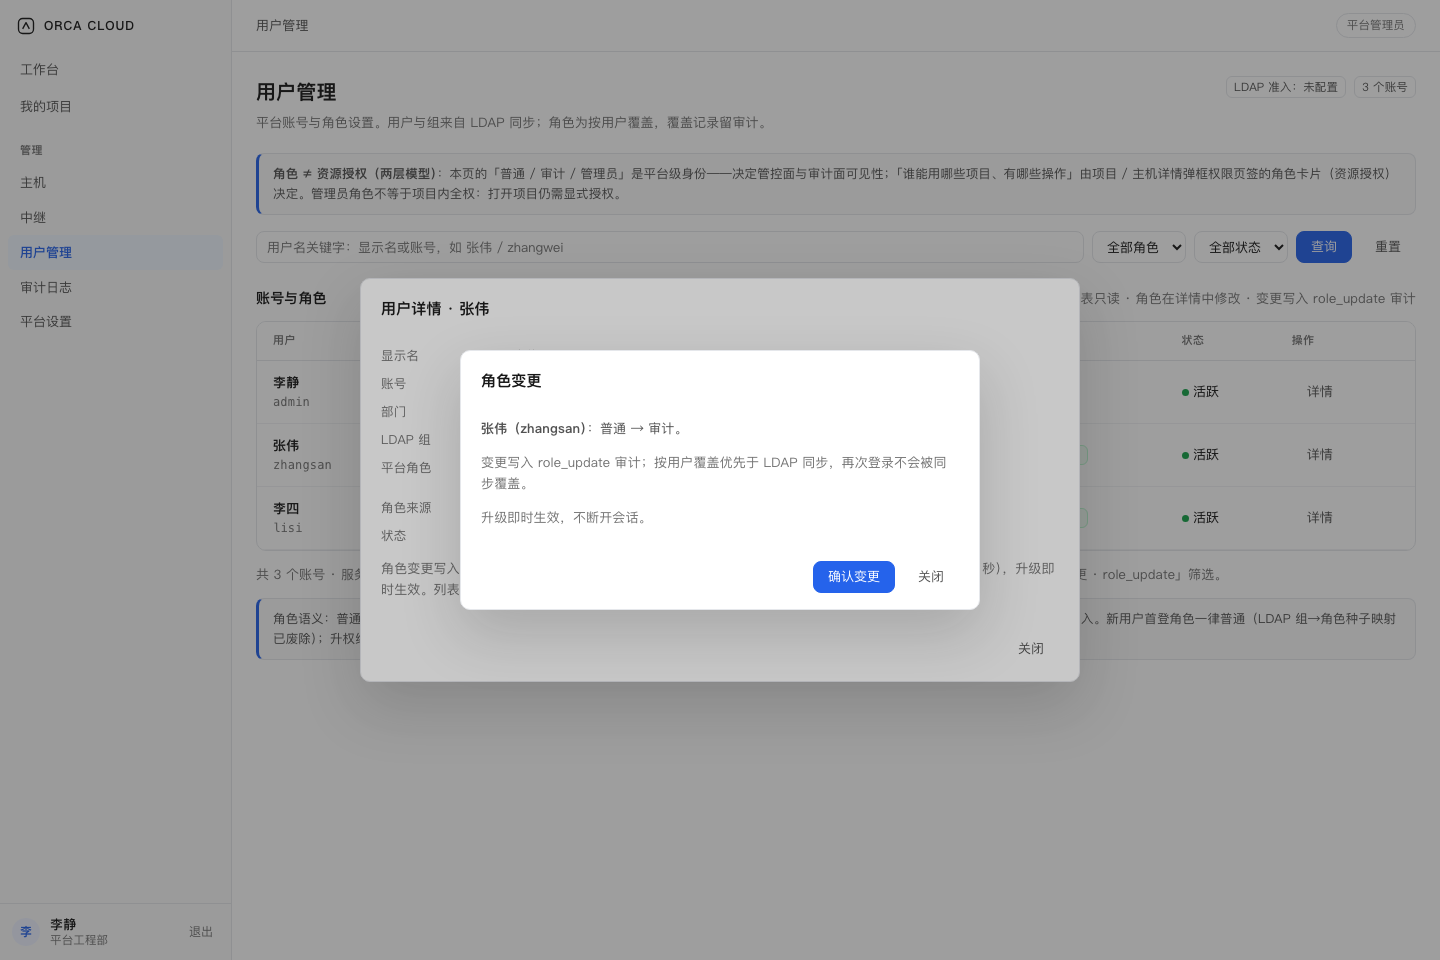 ORCA CLOUD
工作台
我的项目
管理
主机
中继
用户管理
审计日志
平台设置
李
李静
平台工程部
退出
用户管理
平台管理员
用户管理
LDAP 准入：未配置
3 个账号
平台账号与角色设置。用户与组来自 LDAP 同步；角色为按用户覆盖，覆盖记录留审计。
角色 ≠ 资源授权（两层模型）：本页的「普通 / 审计 / 管理员」是平台级身份——决定管控面与审计面可见性；「谁能用哪些项目、有哪些操作」由项目 / 主机详情弹框权限页签的角色卡片（资源授权）
决定。管理员角色不等于项目内全权：打开项目仍需显式授权。
用户名关键字：显示名或账号，如 张伟 / zhangwei
全部角色
全部状态
查询
重置
账号与角色
表只读 · 角色在详情中修改 · 变更写入 role_update 审计
用户
状态
操作
李静
admin
活跃
详情
张伟
zhangsan
活跃
详情
李四
lisi
活跃
详情
共 3 个账号 · 服
更 · role_update」筛选。
角色语义：普通
入。新用户首登角色一律普通（LDAP 组→角色种子映射
已废除）；升权
用户详情 · 张伟
显示名
账号
部门
LDAP 组
平台角色
角色来源
状态
角色变更写入
秒），升级即
时生效。列表
关闭
角色变更
张伟（zhangsan）：普通 → 审计。
变更写入 role_update 审计；按用户覆盖优先于 LDAP 同步，再次登录不会被同
步覆盖。
升级即时生效，不断开会话。
确认变更
关闭